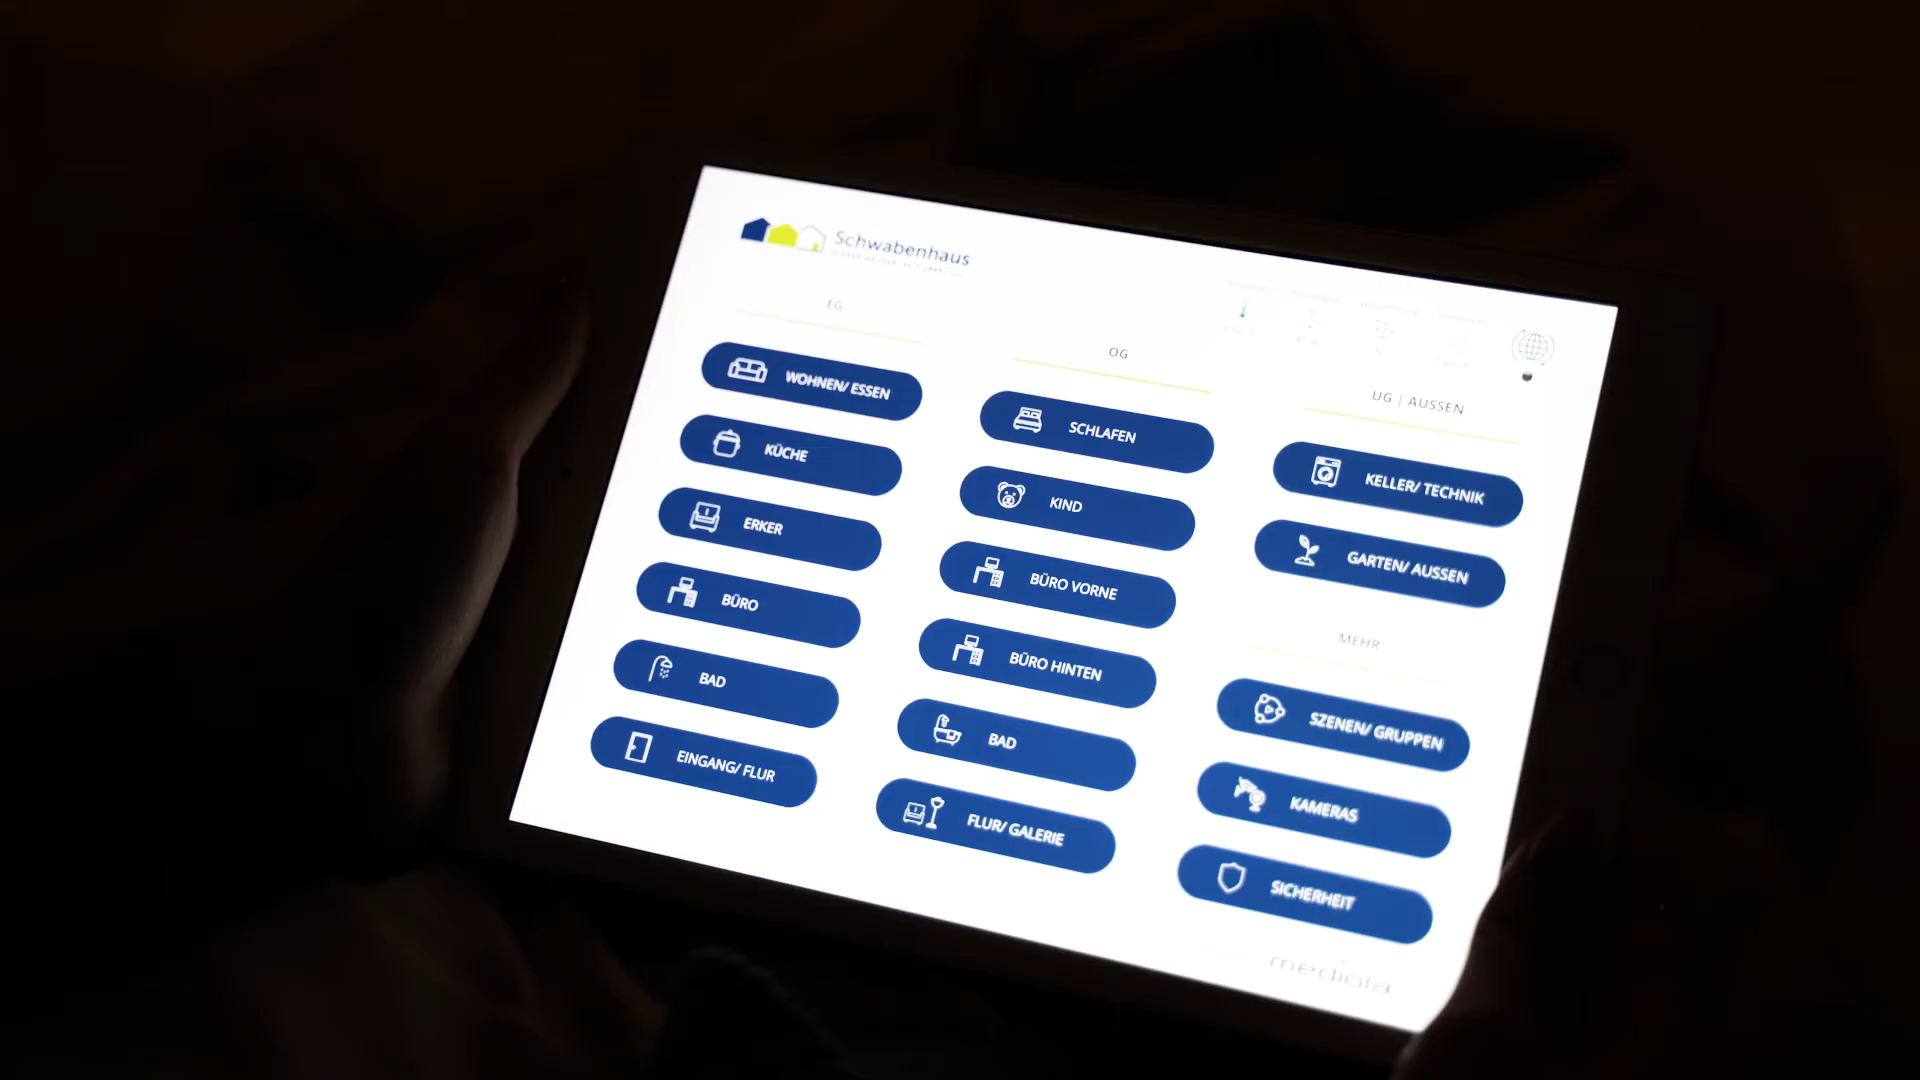 Schwabenhaus
EG
WOHNEN/ ESSEN
KÜCHE
ERKER
BÜRO
BAD
EINGANG/ FLUR
OG
SCHLAFEN
KIND
BÜRO VORNE
BÜRO HINTEN
BAD
FLUR/ GALERIE
UG | AUSSEN
KELLER/ TECHNIK
GARTEN/ AUSSEN
MEHR
SZENEN/ GRUPPEN
KAMERAS
SICHERHEIT
mediola